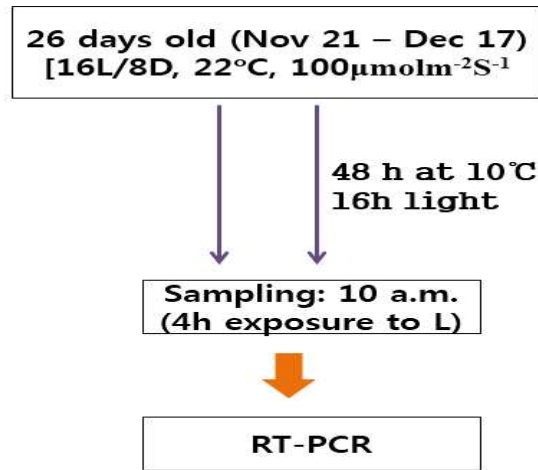 26 days old (Nov 21 – Dec 17)
[16L/8D, 22°C, 100μmolm⁻²S⁻¹
48 h at 10℃
16h light
Sampling: 10 a.m.
(4h exposure to L)
RT-PCR